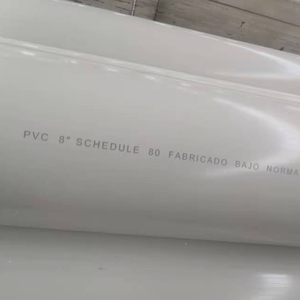 PVC 8" SCHEDULE 80 FABRICADO BAJO NORMA